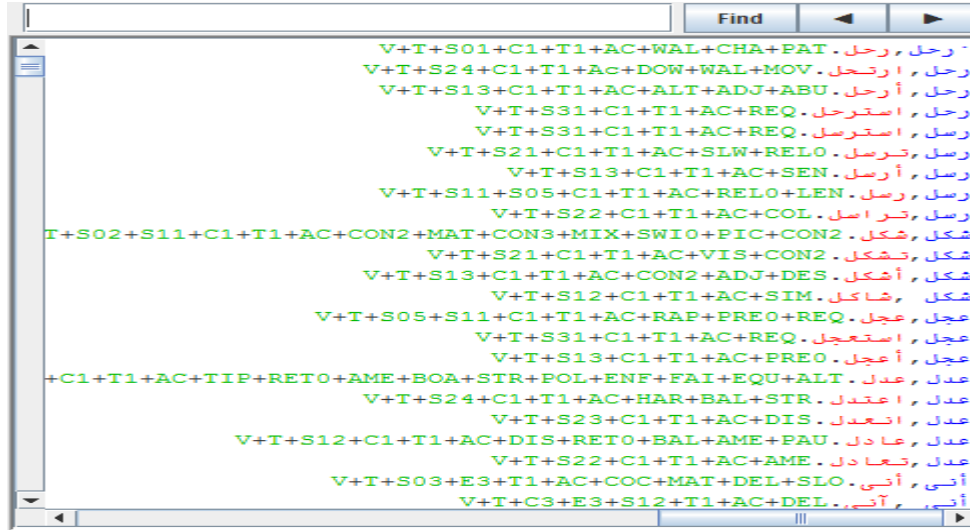 Find
رحل,رحل.V+T+S01+C1+T1+AC+WAL+CHA+PAT
رحل,ارتحل.V+T+S24+C1+T1+Ac+DOW+WAL+MOV
رحل,أرحل.V+T+S13+C1+T1+AC+ALT+ADJ+ABU
رحل,استرحل.V+T+S31+C1+T1+AC+REQ
رسل,استرسل.V+T+S31+C1+T1+AC+REQ
رسل,ترسل.V+T+S21+C1+T1+AC+SLW+REL0
رسل,أرسل.V+T+S13+C1+T1+AC+SEN
رسل,رسل.V+T+S11+S05+C1+T1+AC+REL0+LEN
رسل,تراسل.V+T+S22+C1+T1+AC+COL
شكل,شكل.T+S02+S11+C1+T1+AC+CON2+MAT+CON3+MIX+SWI0+PIC+CON2
شكل,تشكل.V+T+S21+C1+T1+AC+VIS+CON2
شكل,أشكل.V+T+S13+C1+T1+AC+CON2+ADJ+DES
شكل ,شاكل.V+T+S12+C1+T1+AC+SIM
عجل,عجل.V+T+S05+S11+C1+T1+AC+RAP+PRE0+REQ
عجل,استعجل.V+T+S31+C1+T1+AC+REQ
عجل,أعجل.V+T+S13+C1+T1+AC+PRE0
عدل,عدل.+C1+T1+AC+TIP+RET0+AME+BOA+STR+POL+ENF+FAI+EQU+ALT
عدل,اعتدل.V+T+S24+C1+T1+AC+HAR+BAL+STR
عدل,انعدل.V+T+S23+C1+T1+AC+DIS
عدل,عادل.V+T+S12+C1+T1+AC+DIS+RET0+BAL+AME+PAU
عدل,تعادل.V+T+S22+C1+T1+AC+AME
أتى,أتى.V+T+S03+E3+T1+AC+COC+MAT+DEL+SLO
أتى ,آتى.V+T+C3+E3+S12+T1+AC+DEL